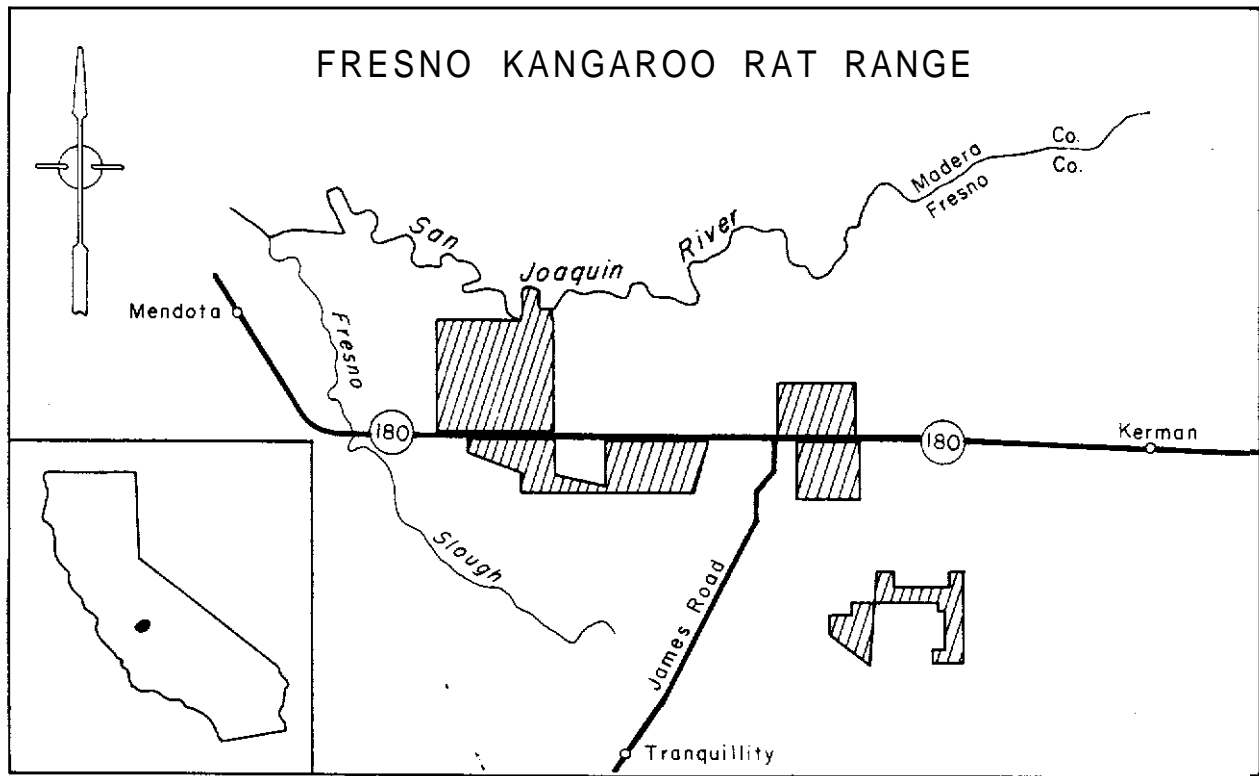 FRESNO KANGAROO RAT RANGE
Madera Co.
Fresno Co.
San Joaquin River
Mendota
Fresno Slough
180
180
Kerman
James Road
Tranquillity